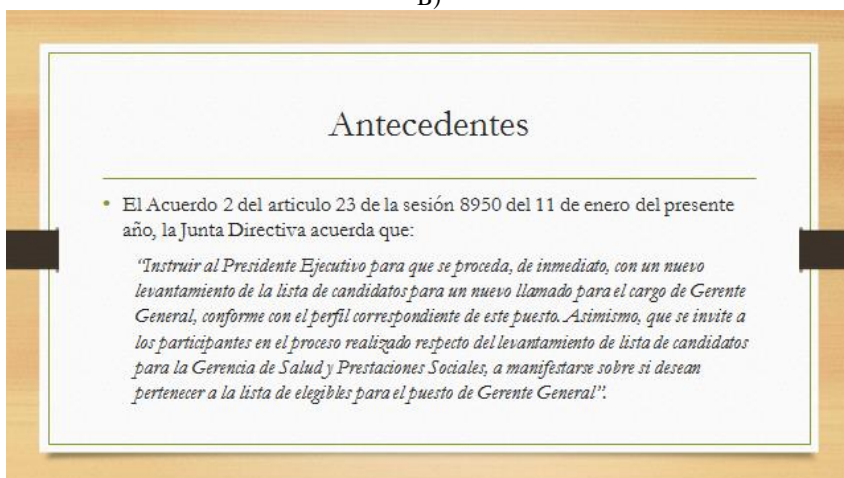 B)
Antecedentes
• El Acuerdo 2 del articulo 23 de la sesión 8950 del 11 de enero del presente
año, la Junta Directiva acuerda que:
“Instruir al Presidente Ejecutivo para que se proceda, de inmediato, con un nuevo
levantamiento de la lista de candidatos para un nuevo llamado para el cargo de Gerente
General, conforme con el perfil correspondiente de este puesto. Asimismo, que se invite a
los participantes en el proceso realizado respecto del levantamiento de lista de candidatos
para la Gerencia de Salud y Prestaciones Sociales, a manifestarse sobre si desean
pertenecer a la lista de elegibles para el puesto de Gerente General”.